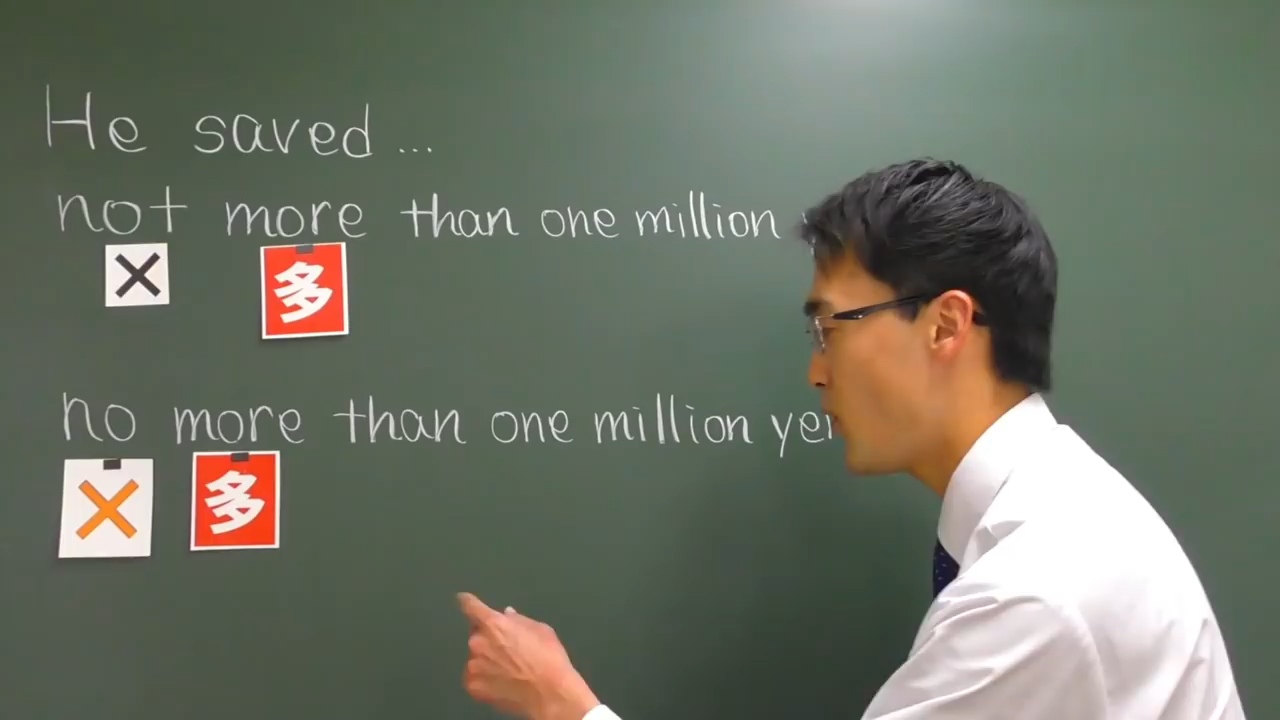 He saved...
not more than one million
× 多
no more than one million yen
× 多